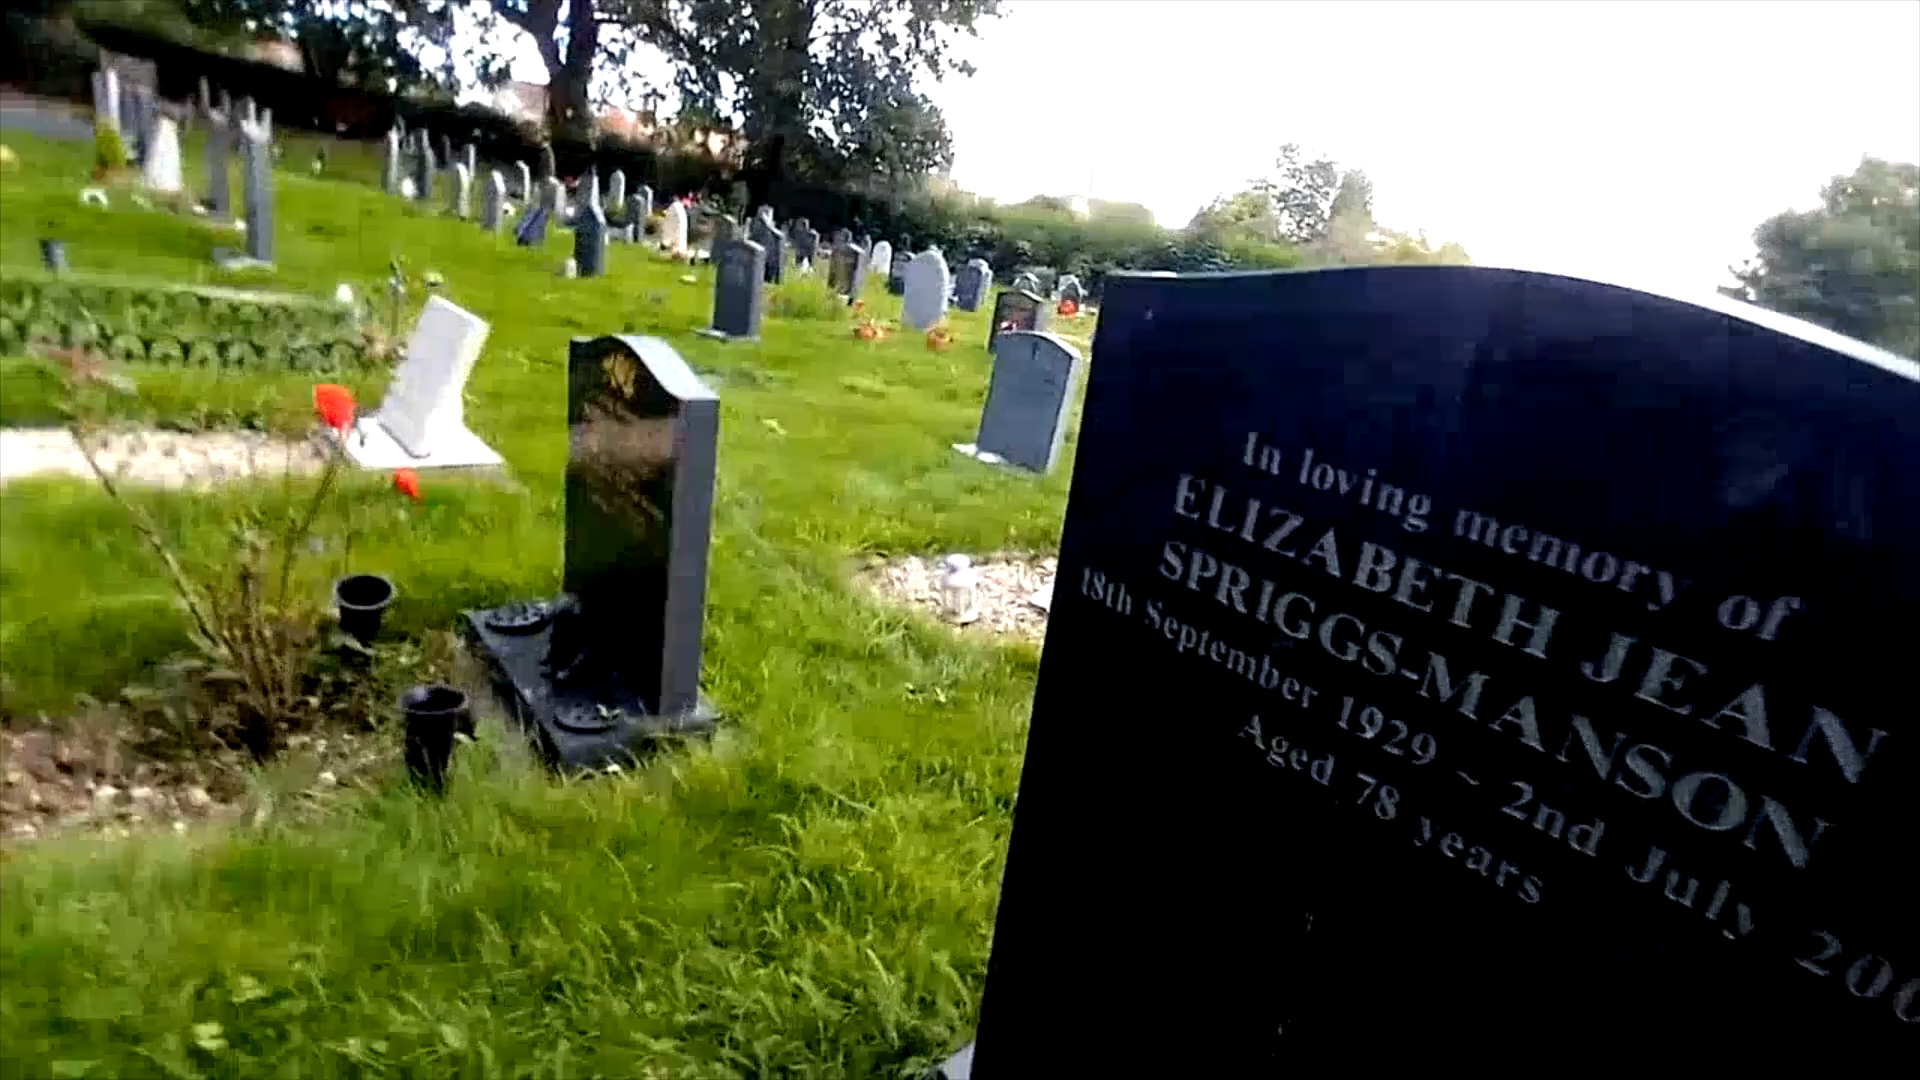 In loving memory of
ELIZABETH JEAN
SPRIGGS-MANSON
18th September 1929 ~ 2nd July
Aged 78 years